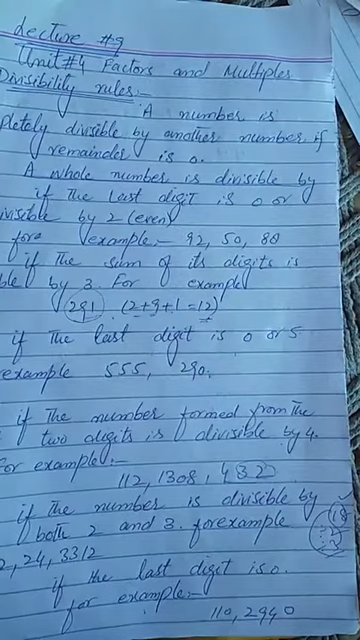 Lecture #9
Unit#4 Factors and Multiples
Divisibility rules:-
A number is
pletely divisible by another number if
remainder is 0.
A whole number is divisible by
if the last digit is 0 or
ivisible by 2 (even)
for example:- 92, 50, 80
if the sum of its digits is
ble by 3. For example
291 (2+9+1=12)
if the last digit is 0 or 5
example 555, 290.
if the number formed from the
two digits is divisible by 4.
For example:-
112, 1308, 432
if the number is divisible by
both 2 and 3. for example
2, 24, 3312
18
if the last digit is 0.
for example:-
110, 2940